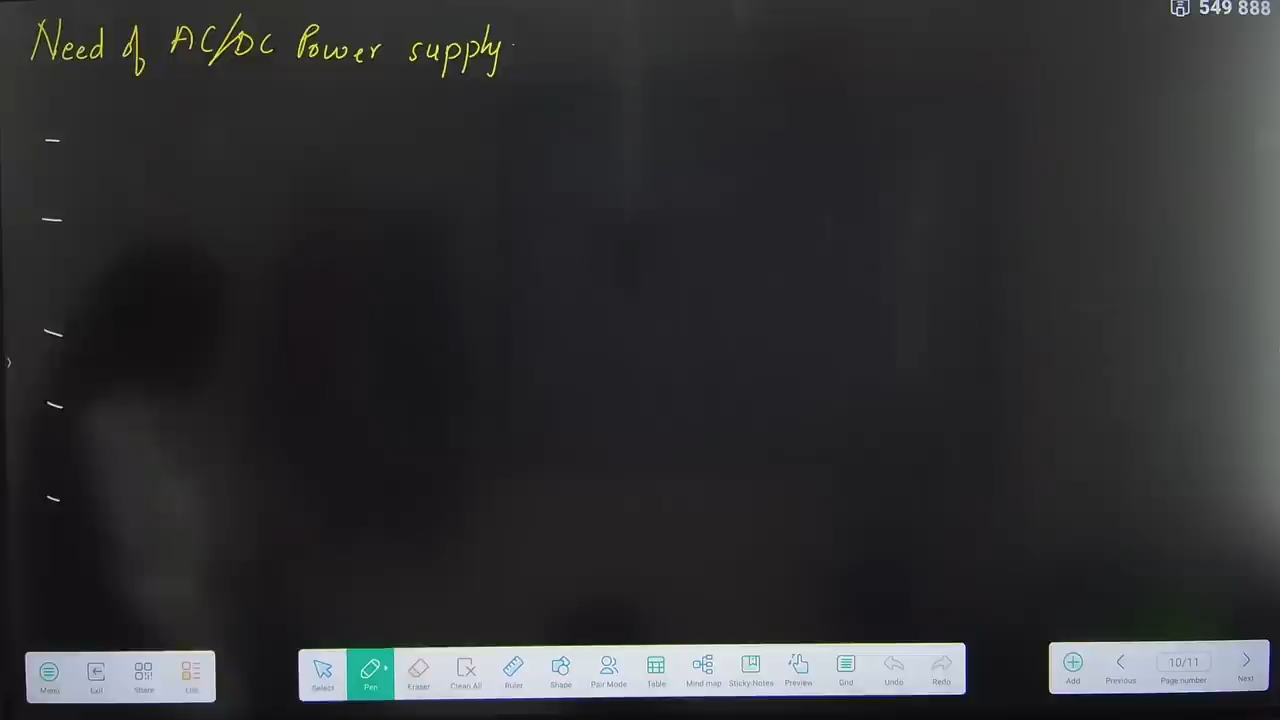 549 888
Need of AC/DC Power supply
Menu
Exit
Share
Select
Pen
Eraser
Clean All
Ruler
Shape
Pair Mode
Table
Mind map
Sticky Notes
Preview
Grid
Undo
Redo
Add
Previous
10/11
Page number
Next